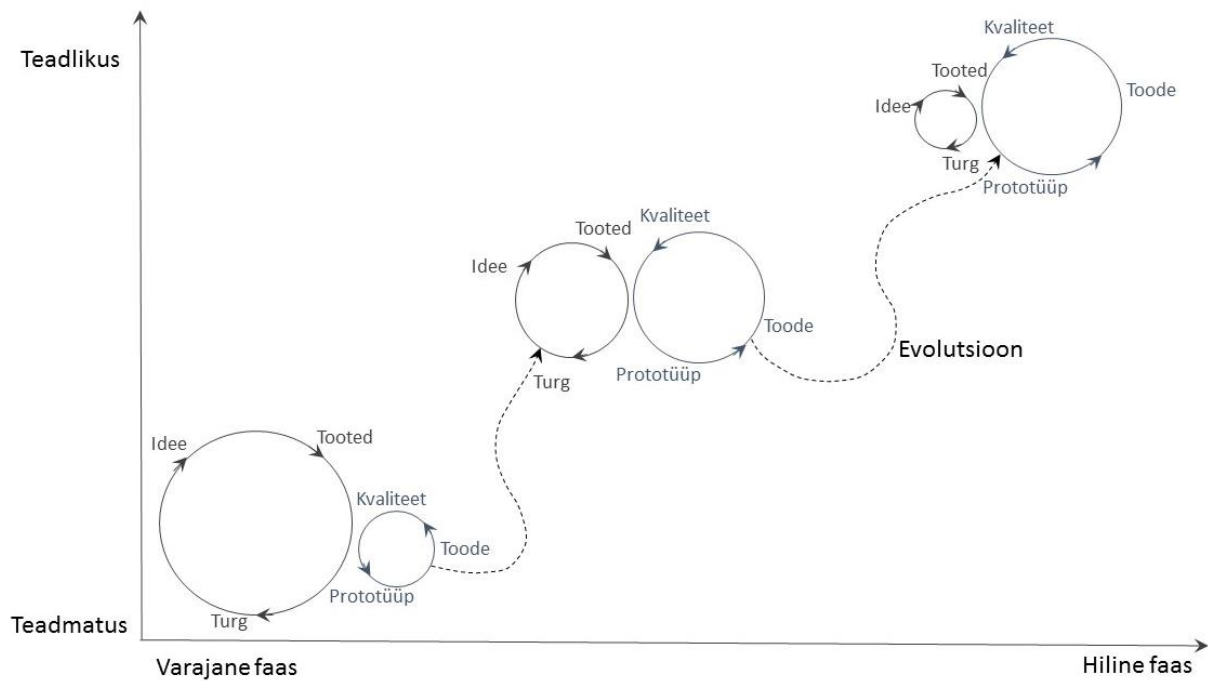 Teadlikus
Kvaliteet
Tooted
Idee
Toode
Turg
Prototüüp
Kvaliteet
Tooted
Idee
Toode
Evolutsioon
Prototüüp
Turg
Idee
Tooted
Kvaliteet
Toode
Prototüüp
Turg
Teadmatus
Varajane faas
Hiline faas